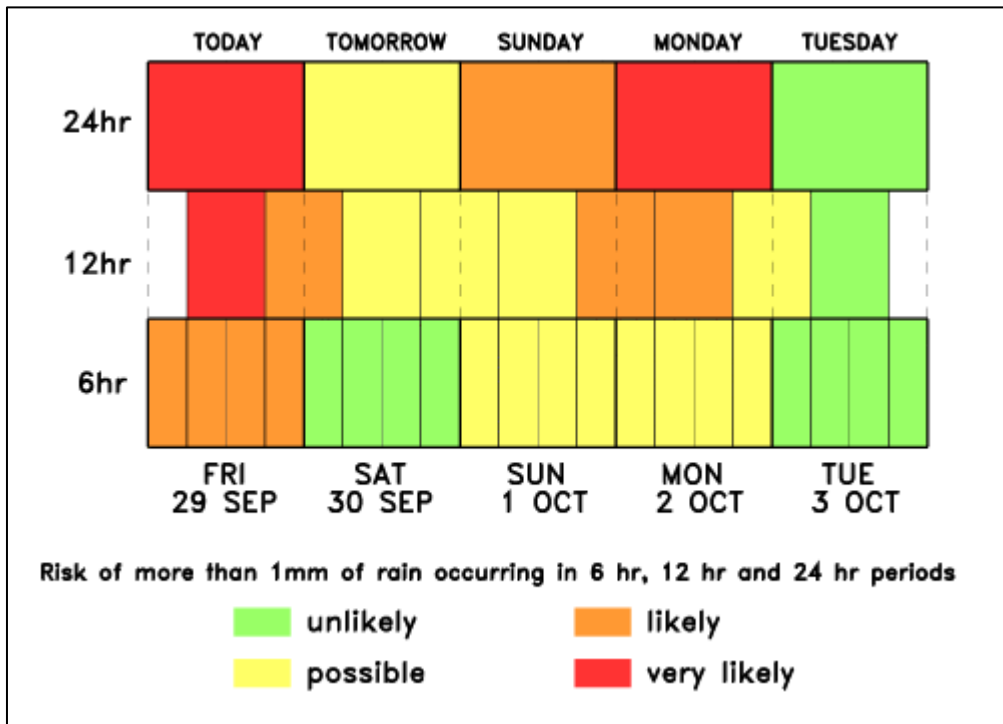 TODAY TOMORROW SUNDAY MONDAY TUESDAY
24hr
12hr
6hr
FRI SAT SUN MON TUE
29 SEP 30 SEP 1 OCT 2 OCT 3 OCT
Risk of more than 1mm of rain occurring in 6 hr, 12 hr and 24 hr periods
unlikely likely
possible very likely